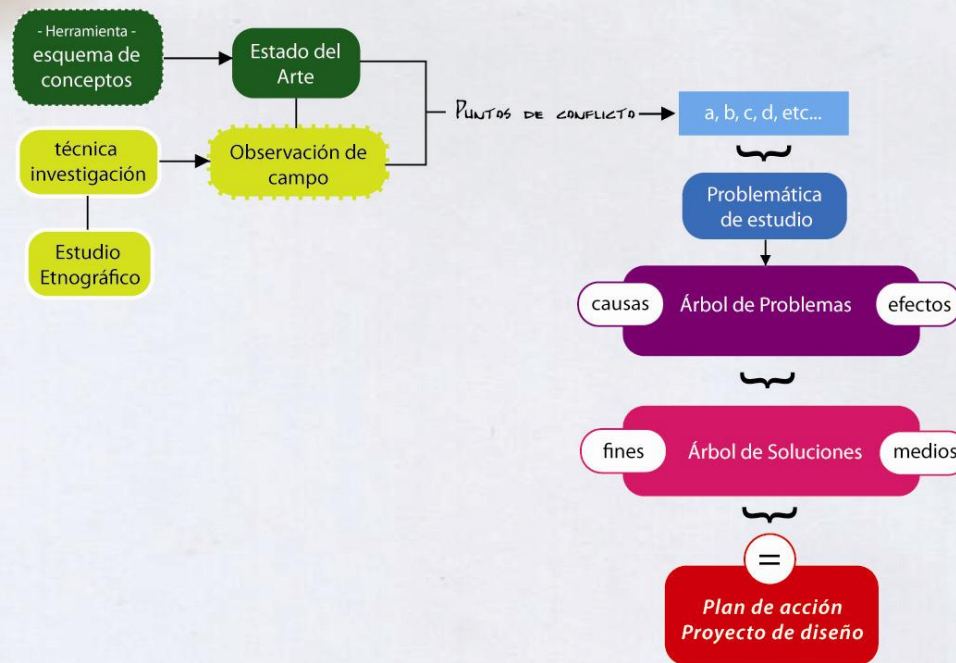 - Herramienta -
esquema de
conceptos
Estado del
Arte
técnica
investigación
Observación de
campo
Estudio
Etnográfico
PUNTOS DE CONFLICTO
a, b, c, d, etc...
Problemática
de estudio
causas
Árbol de Problemas
efectos
fines
Árbol de Soluciones
medios
=
Plan de acción
Proyecto de diseño